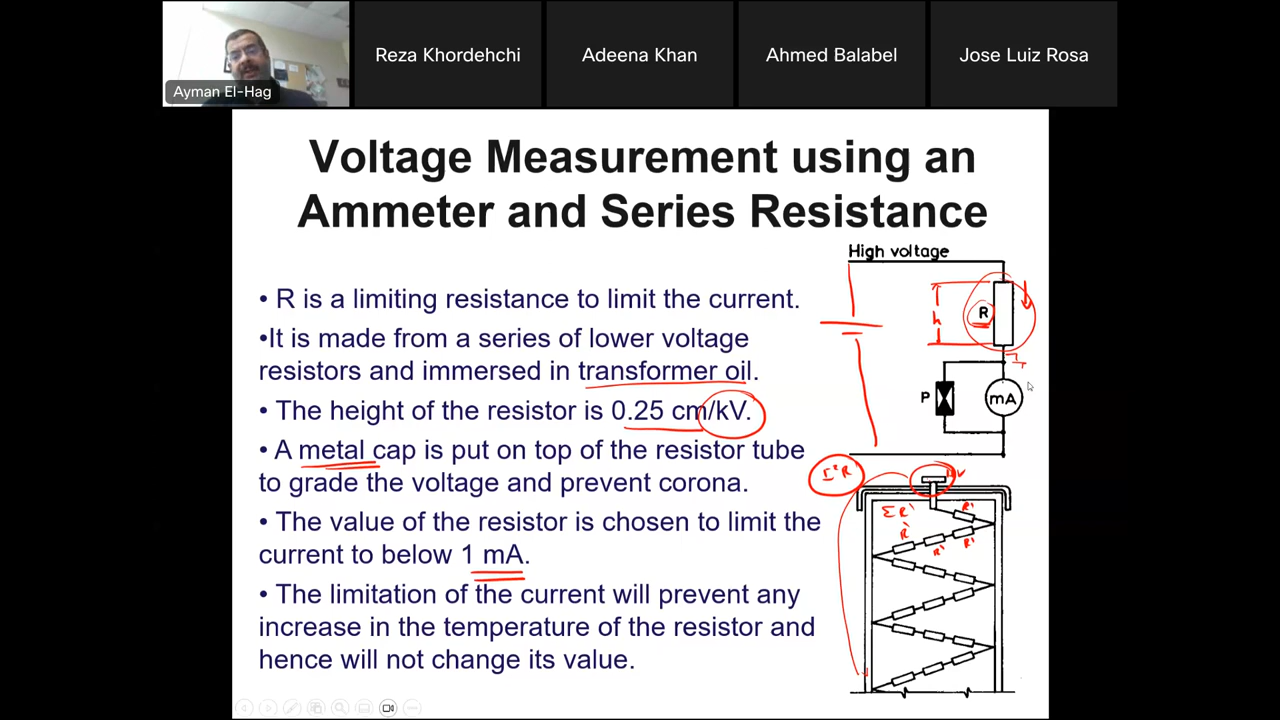 Ayman El-Hag
Reza Khordehchi
Adeena Khan
Ahmed Balabel
Jose Luiz Rosa
Voltage Measurement using an
Ammeter and Series Resistance
• R is a limiting resistance to limit the current.
•It is made from a series of lower voltage
resistors and immersed in transformer oil.
• The height of the resistor is 0.25 cm/kV.
• A metal cap is put on top of the resistor tube
to grade the voltage and prevent corona.
• The value of the resistor is chosen to limit the
current to below 1 mA.
• The limitation of the current will prevent any
increase in the temperature of the resistor and
hence will not change its value.
High voltage
h
R
P
mA
I²R'
ΣR'
R'
R'
R'
R'